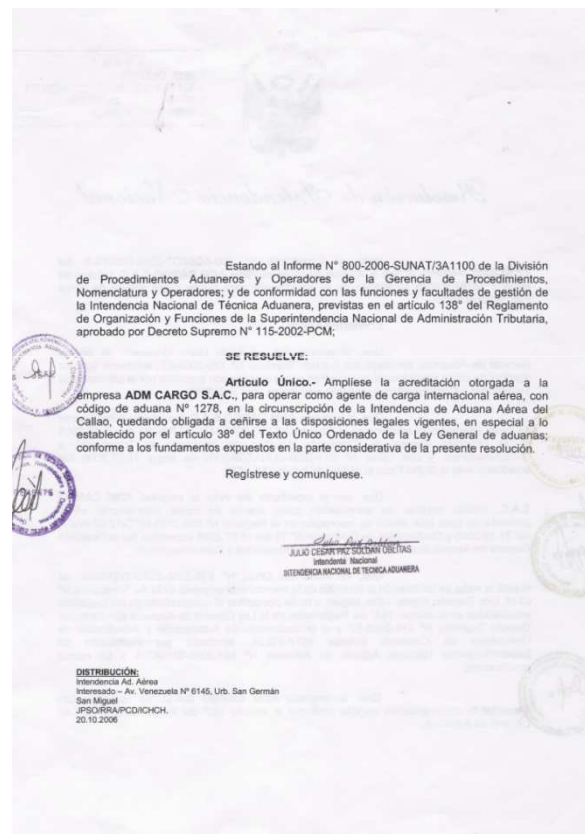 Estando al Informe N° 800-2006-SUNAT/3A1100 de la División
de Procedimientos Aduaneros y Operadores de la Gerencia de Procedimientos,
Nomenclatura y Operadores; y de conformidad con las funciones y facultades de gestión de
la Intendencia Nacional de Técnica Aduanera, previstas en el artículo 138° del Reglamento
de Organización y Funciones de la Superintendencia Nacional de Administración Tributaria,
aprobado por Decreto Supremo N° 115-2002-PCM;
SE RESUELVE:
Artículo Único.- Amplíese la acreditación otorgada a la
empresa ADM CARGO S.A.C., para operar como agente de carga internacional aérea, con
código de aduana Nº 1278, en la circunscripción de la Intendencia de Aduana Aérea del
Callao, quedando obligada a ceñirse a las disposiciones legales vigentes, en especial a lo
establecido por el artículo 38º del Texto Único Ordenado de la Ley General de aduanas;
conforme a los fundamentos expuestos en la parte considerativa de la presente resolución.
Regístrese y comuníquese.
JULIO CESAR PAZ SOLDAN OBLITAS
Intendente Nacional
INTENDENCIA NACIONAL DE TECNICA ADUANERA
DISTRIBUCIÓN:
Intendencia Ad. Aérea
Interesado – Av. Venezuela Nº 6145, Urb. San Germán
San Miguel
JPSO/RRA/PCD/ICHCH.
20.10.2006